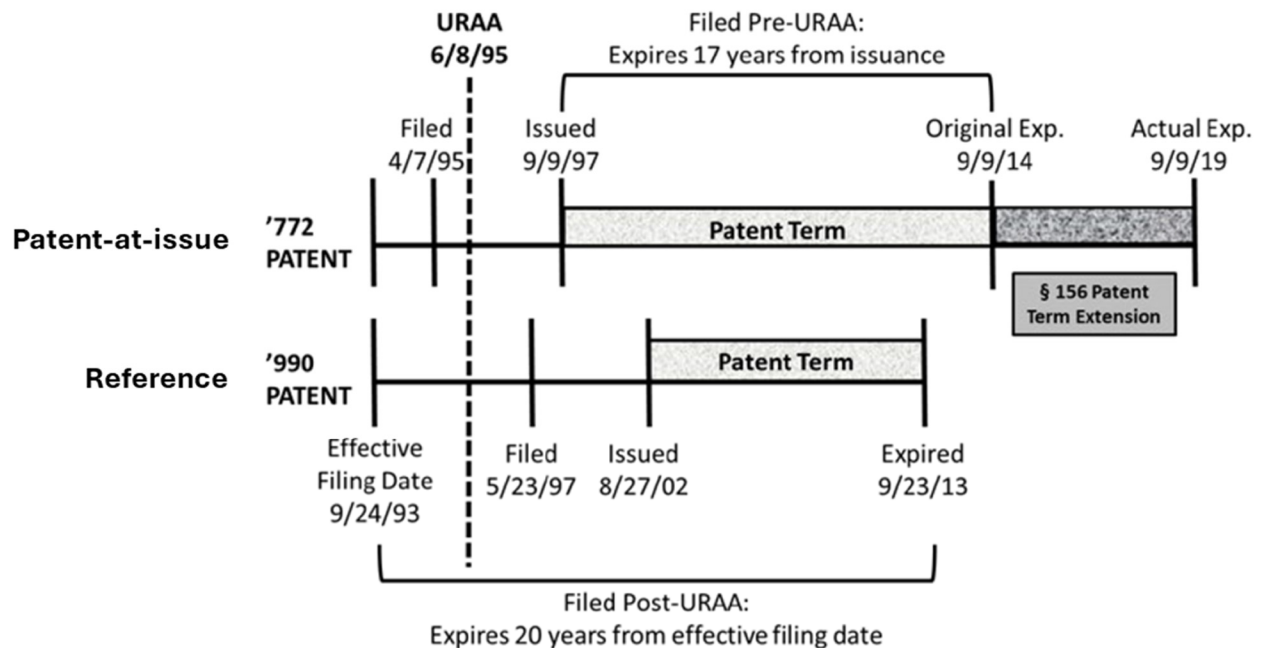 URAA
6/8/95
Filed Pre-URAA:
Expires 17 years from issuance
Filed
4/7/95
Issued
9/9/97
Original Exp.
9/9/14
Actual Exp.
9/9/19
Patent-at-issue
’772
PATENT
Patent Term
§ 156 Patent
Term Extension
Reference
’990
PATENT
Patent Term
Effective
Filing Date
9/24/93
Filed
5/23/97
Issued
8/27/02
Expired
9/23/13
Filed Post-URAA:
Expires 20 years from effective filing date